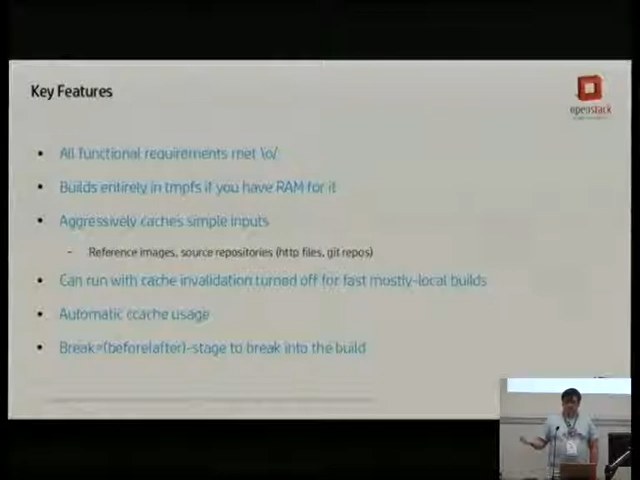 Key Features
openstack
• All functional requirements met \o/
• Builds entirely in tmpfs if you have RAM for it
• Aggressively caches simple inputs
- Reference images, source repositories (http files, git repos)
• Can run with cache invalidation turned off for fast mostly-local builds
• Automatic ccache usage
• Break=(before|after)-stage to break into the build